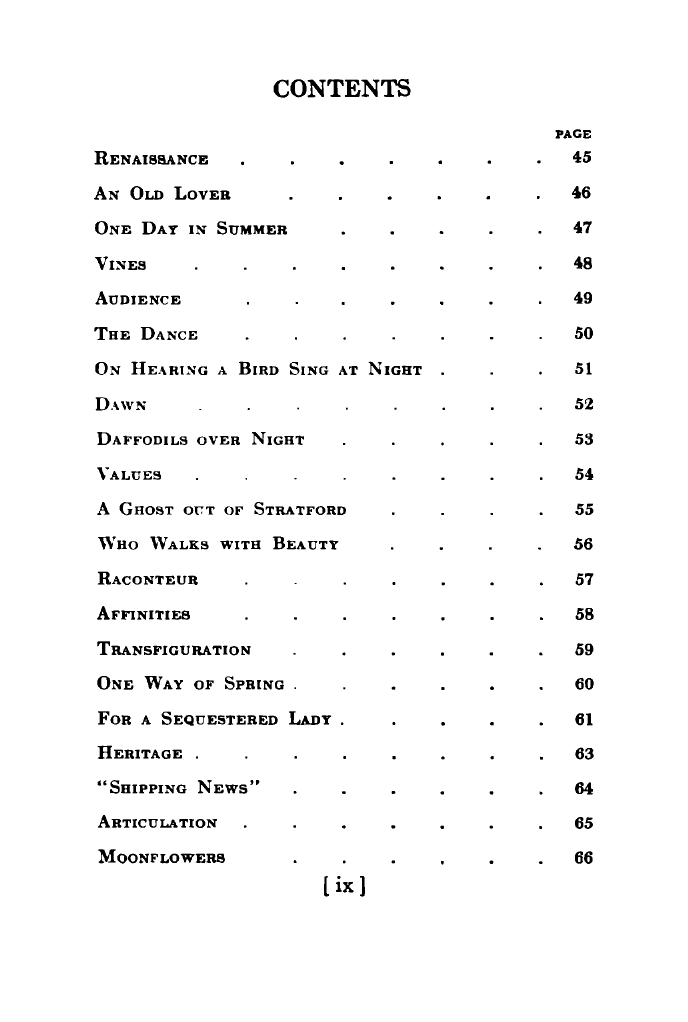 CONTENTS
PAGE
Renaissance . . . . . . . 45
An Old Lover . . . . . . 46
One Day in Summer . . . . . 47
Vines . . . . . . . . 48
Audience . . . . . . . 49
The Dance . . . . . . . 50
On Hearing a Bird Sing at Night . . . 51
Dawn . . . . . . . . 52
Daffodils over Night . . . . . 53
Values . . . . . . . . 54
A Ghost out of Stratford . . . . 55
Who Walks with Beauty . . . . 56
Raconteur . . . . . . . 57
Affinities . . . . . . . 58
Transfiguration . . . . . . 59
One Way of Spring . . . . . . 60
For a Sequestered Lady . . . . . 61
Heritage . . . . . . . . 63
"Shipping News" . . . . . . 64
Articulation . . . . . . . 65
Moonflowers . . . . . . 66
[ ix ]